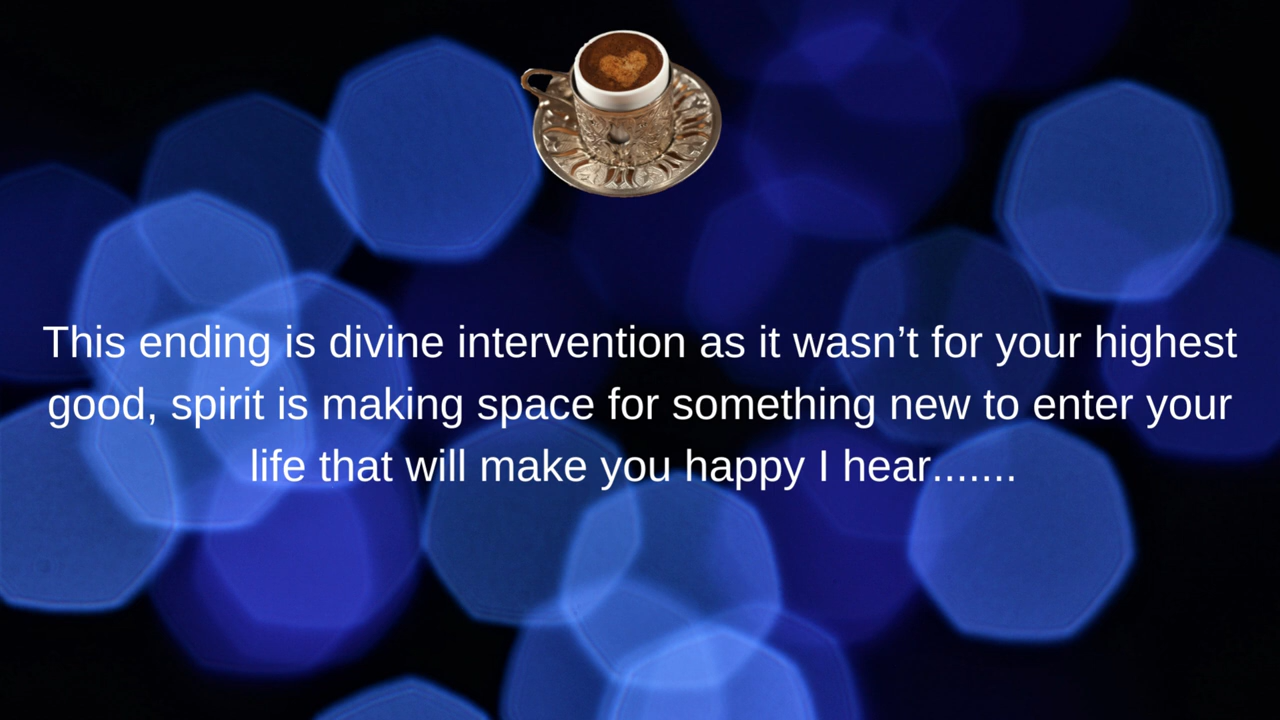 This ending is divine intervention as it wasn’t for your highest
good, spirit is making space for something new to enter your
life that will make you happy I hear.......